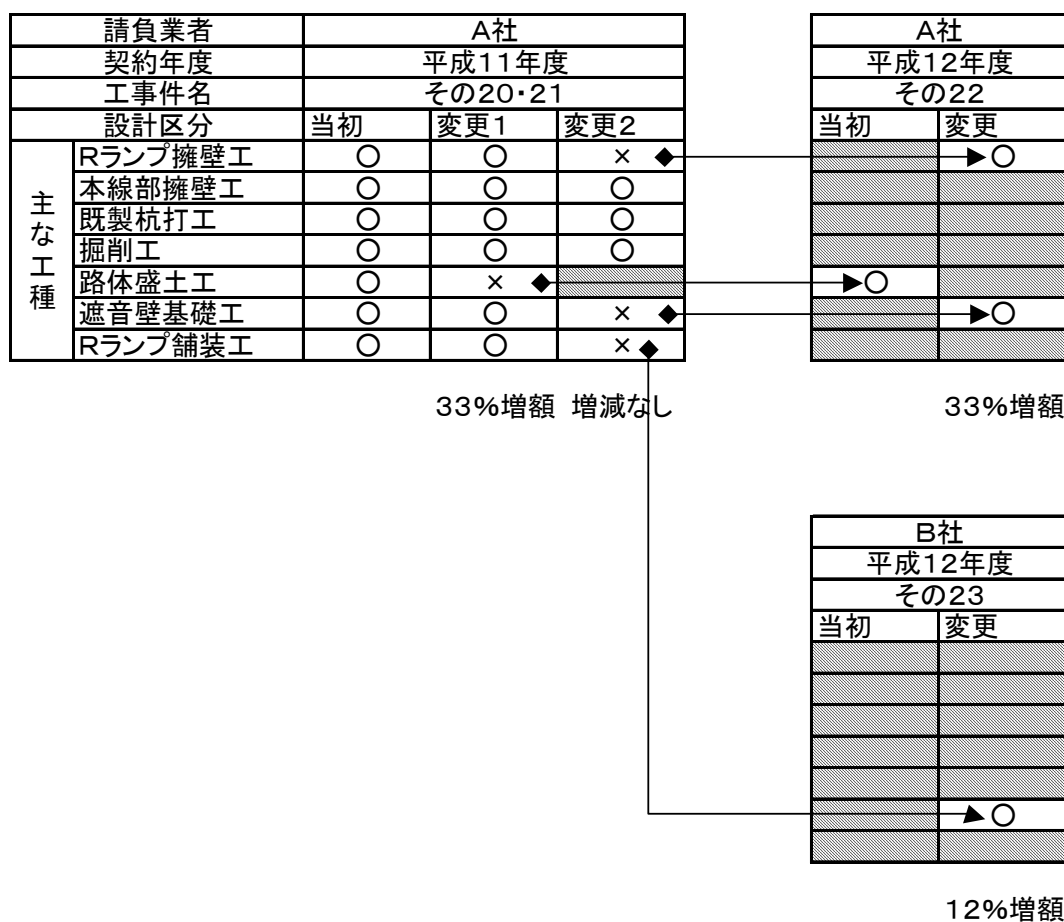 請負業者 A社 A社
契約年度 平成11年度 平成12年度
工事件名 その20・21 その22
設計区分 当初 変更1 変更2 当初 変更
主な工種
Rランプ擁壁工 ○ ○ × ○
本線部擁壁工 ○ ○ ○
既製杭打工 ○ ○ ○
掘削工 ○ ○ ○
路体盛土工 ○ × ○
遮音壁基礎工 ○ ○ × ○
Rランプ舗装工 ○ ○ ×
33%増額 増減なし 33%増額
B社
平成12年度
その23
当初 変更
○
12%増額